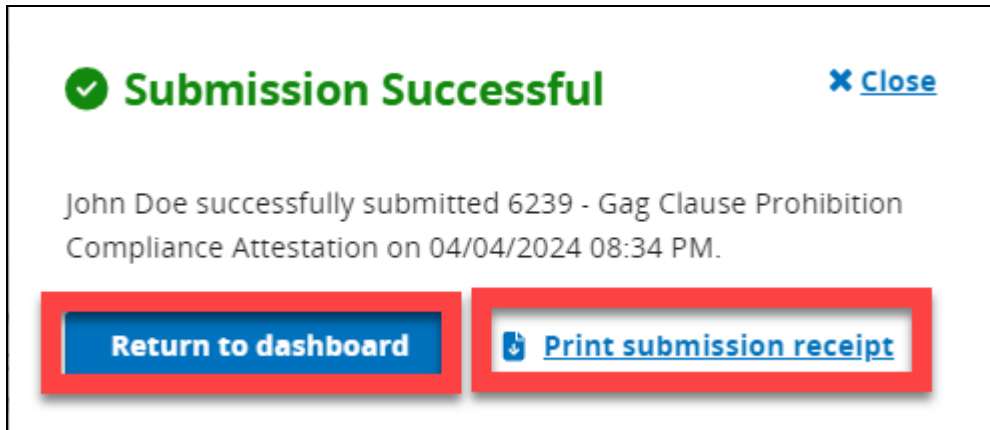 Submission Successful
Close
John Doe successfully submitted 6239 - Gag Clause Prohibition
Compliance Attestation on 04/04/2024 08:34 PM.
Return to dashboard
Print submission receipt